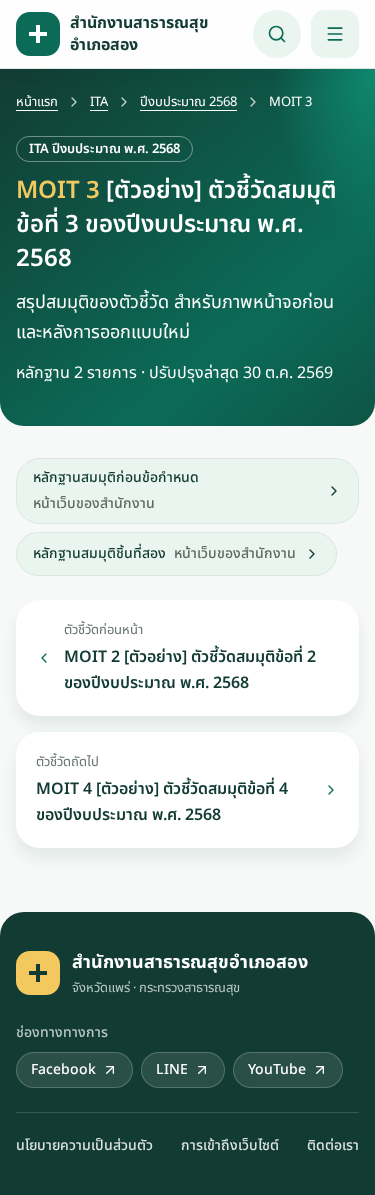 สำนักงานสาธารณสุข
อำเภอสอง
หน้าแรก > ITA > ปีงบประมาณ 2568 > MOIT 3
ITA ปีงบประมาณ พ.ศ. 2568
MOIT 3 [ตัวอย่าง] ตัวชี้วัดสมมุติ
ข้อที่ 3 ของปีงบประมาณ พ.ศ.
2568
สรุปสมมุติของตัวชี้วัด สำหรับภาพหน้าจอก่อน
และหลังการออกแบบใหม่
หลักฐาน 2 รายการ · ปรับปรุงล่าสุด 30 ต.ค. 2569
หลักฐานสมมุติก่อนข้อกำหนด
หน้าเว็บของสำนักงาน
หลักฐานสมมุติชิ้นที่สอง หน้าเว็บของสำนักงาน
ตัวชี้วัดก่อนหน้า
MOIT 2 [ตัวอย่าง] ตัวชี้วัดสมมุติข้อที่ 2
ของปีงบประมาณ พ.ศ. 2568
ตัวชี้วัดถัดไป
MOIT 4 [ตัวอย่าง] ตัวชี้วัดสมมุติข้อที่ 4
ของปีงบประมาณ พ.ศ. 2568
สำนักงานสาธารณสุขอำเภอสอง
จังหวัดแพร่ · กระทรวงสาธารณสุข
ช่องทางทางการ
Facebook LINE YouTube
นโยบายความเป็นส่วนตัว การเข้าถึงเว็บไซต์ ติดต่อเรา